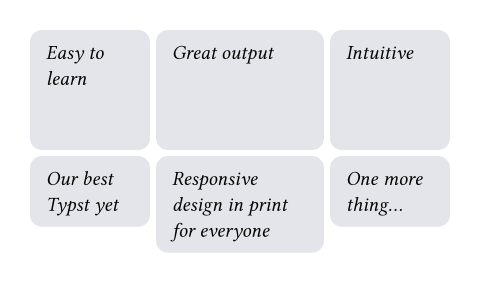 Easy to
learn
Great output
Intuitive
Our best
Typst yet
Responsive
design in print
for everyone
One more
thing...